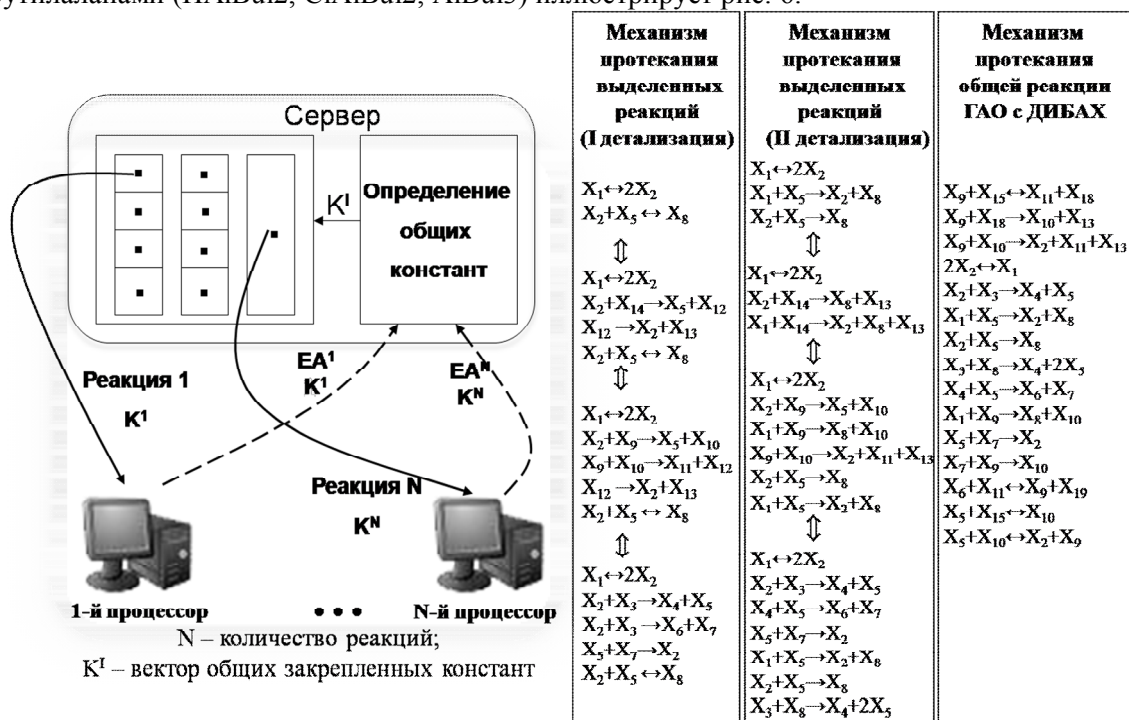 утилаланами (HAlBui2, ClAlBui2, AlBui3) иллюстрирует рис. 6.
Сервер
Определение
общих
констант
K^I
Реакция 1
K^1
EA^1
K^1
EA^N
K^N
Реакция N
K^N
1-й процессор
• • •
N-й процессор
N – количество реакций;
K^I – вектор общих закрепленных констант
Механизм
протекания
выделенных
реакций
(I детализация)
X₁↔2X₂
X₂+X₅ ↔ X₈
⇕
X₁↔2X₂
X₂+X₁₄→X₅+X₁₂
X₁₂→X₂+X₁₃
X₂+X₅ ↔ X₈
⇕
X₁↔2X₂
X₂+X₉→X₅+X₁₀
X₉+X₁₀→X₁₁+X₁₂
X₁₂→X₂+X₁₃
X₂+X₅ ↔ X₈
⇕
X₁↔2X₂
X₂+X₃→X₄+X₅
X₂+X₃→X₆+X₇
X₅+X₇→X₂
X₂+X₅↔X₈
Механизм
протекания
выделенных
реакций
(II детализация)
X₁↔2X₂
X₁+X₅→X₂+X₈
X₂+X₅→X₈
⇕
X₁↔2X₂
X₂+X₁₄→X₈+X₁₃
X₁+X₁₄→X₂+X₈+X₁₃
⇕
X₁↔2X₂
X₂+X₉→X₅+X₁₀
X₁+X₉→X₈+X₁₀
X₉+X₁₀→X₂+X₁₁+X₁₃
X₂+X₅→X₈
X₁+X₅→X₂+X₈
⇕
X₁↔2X₂
X₂+X₃→X₄+X₅
X₄+X₅→X₆+X₇
X₅+X₇→X₂
X₁+X₅→X₂+X₈
X₂+X₅→X₈
X₃+X₈→X₄+2X₅
Механизм
протекания
общей реакции
ГАО с ДИБАХ
X₉+X₁₅↔X₁₁+X₁₈
X₉+X₁₈→X₁₀+X₁₃
X₉+X₁₀→X₂+X₁₁+X₁₃
2X₂↔X₁
X₂+X₃→X₄+X₅
X₁+X₅→X₂+X₈
X₂+X₅→X₈
X₃+X₈→X₄+2X₅
X₄+X₅→X₆+X₇
X₁+X₉→X₈+X₁₀
X₅+X₇→X₂
X₇+X₉→X₁₀
X₆+X₁₁↔X₉+X₁₉
X₅+X₁₅↔X₁₀
X₅+X₁₀↔X₂+X₉